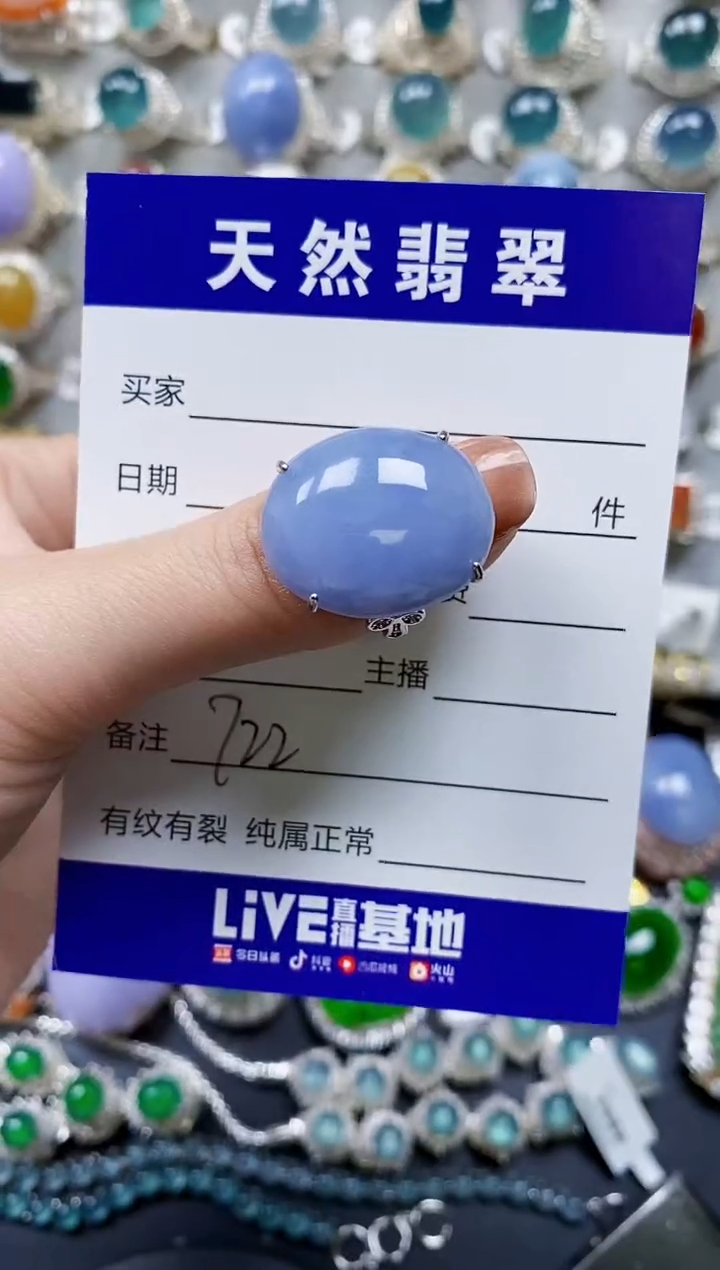 天然翡翠
买家
日期
件
主播
备注 722
有纹有裂 纯属正常
LiVE直播基地
今日头条 抖音 西瓜视频 火山